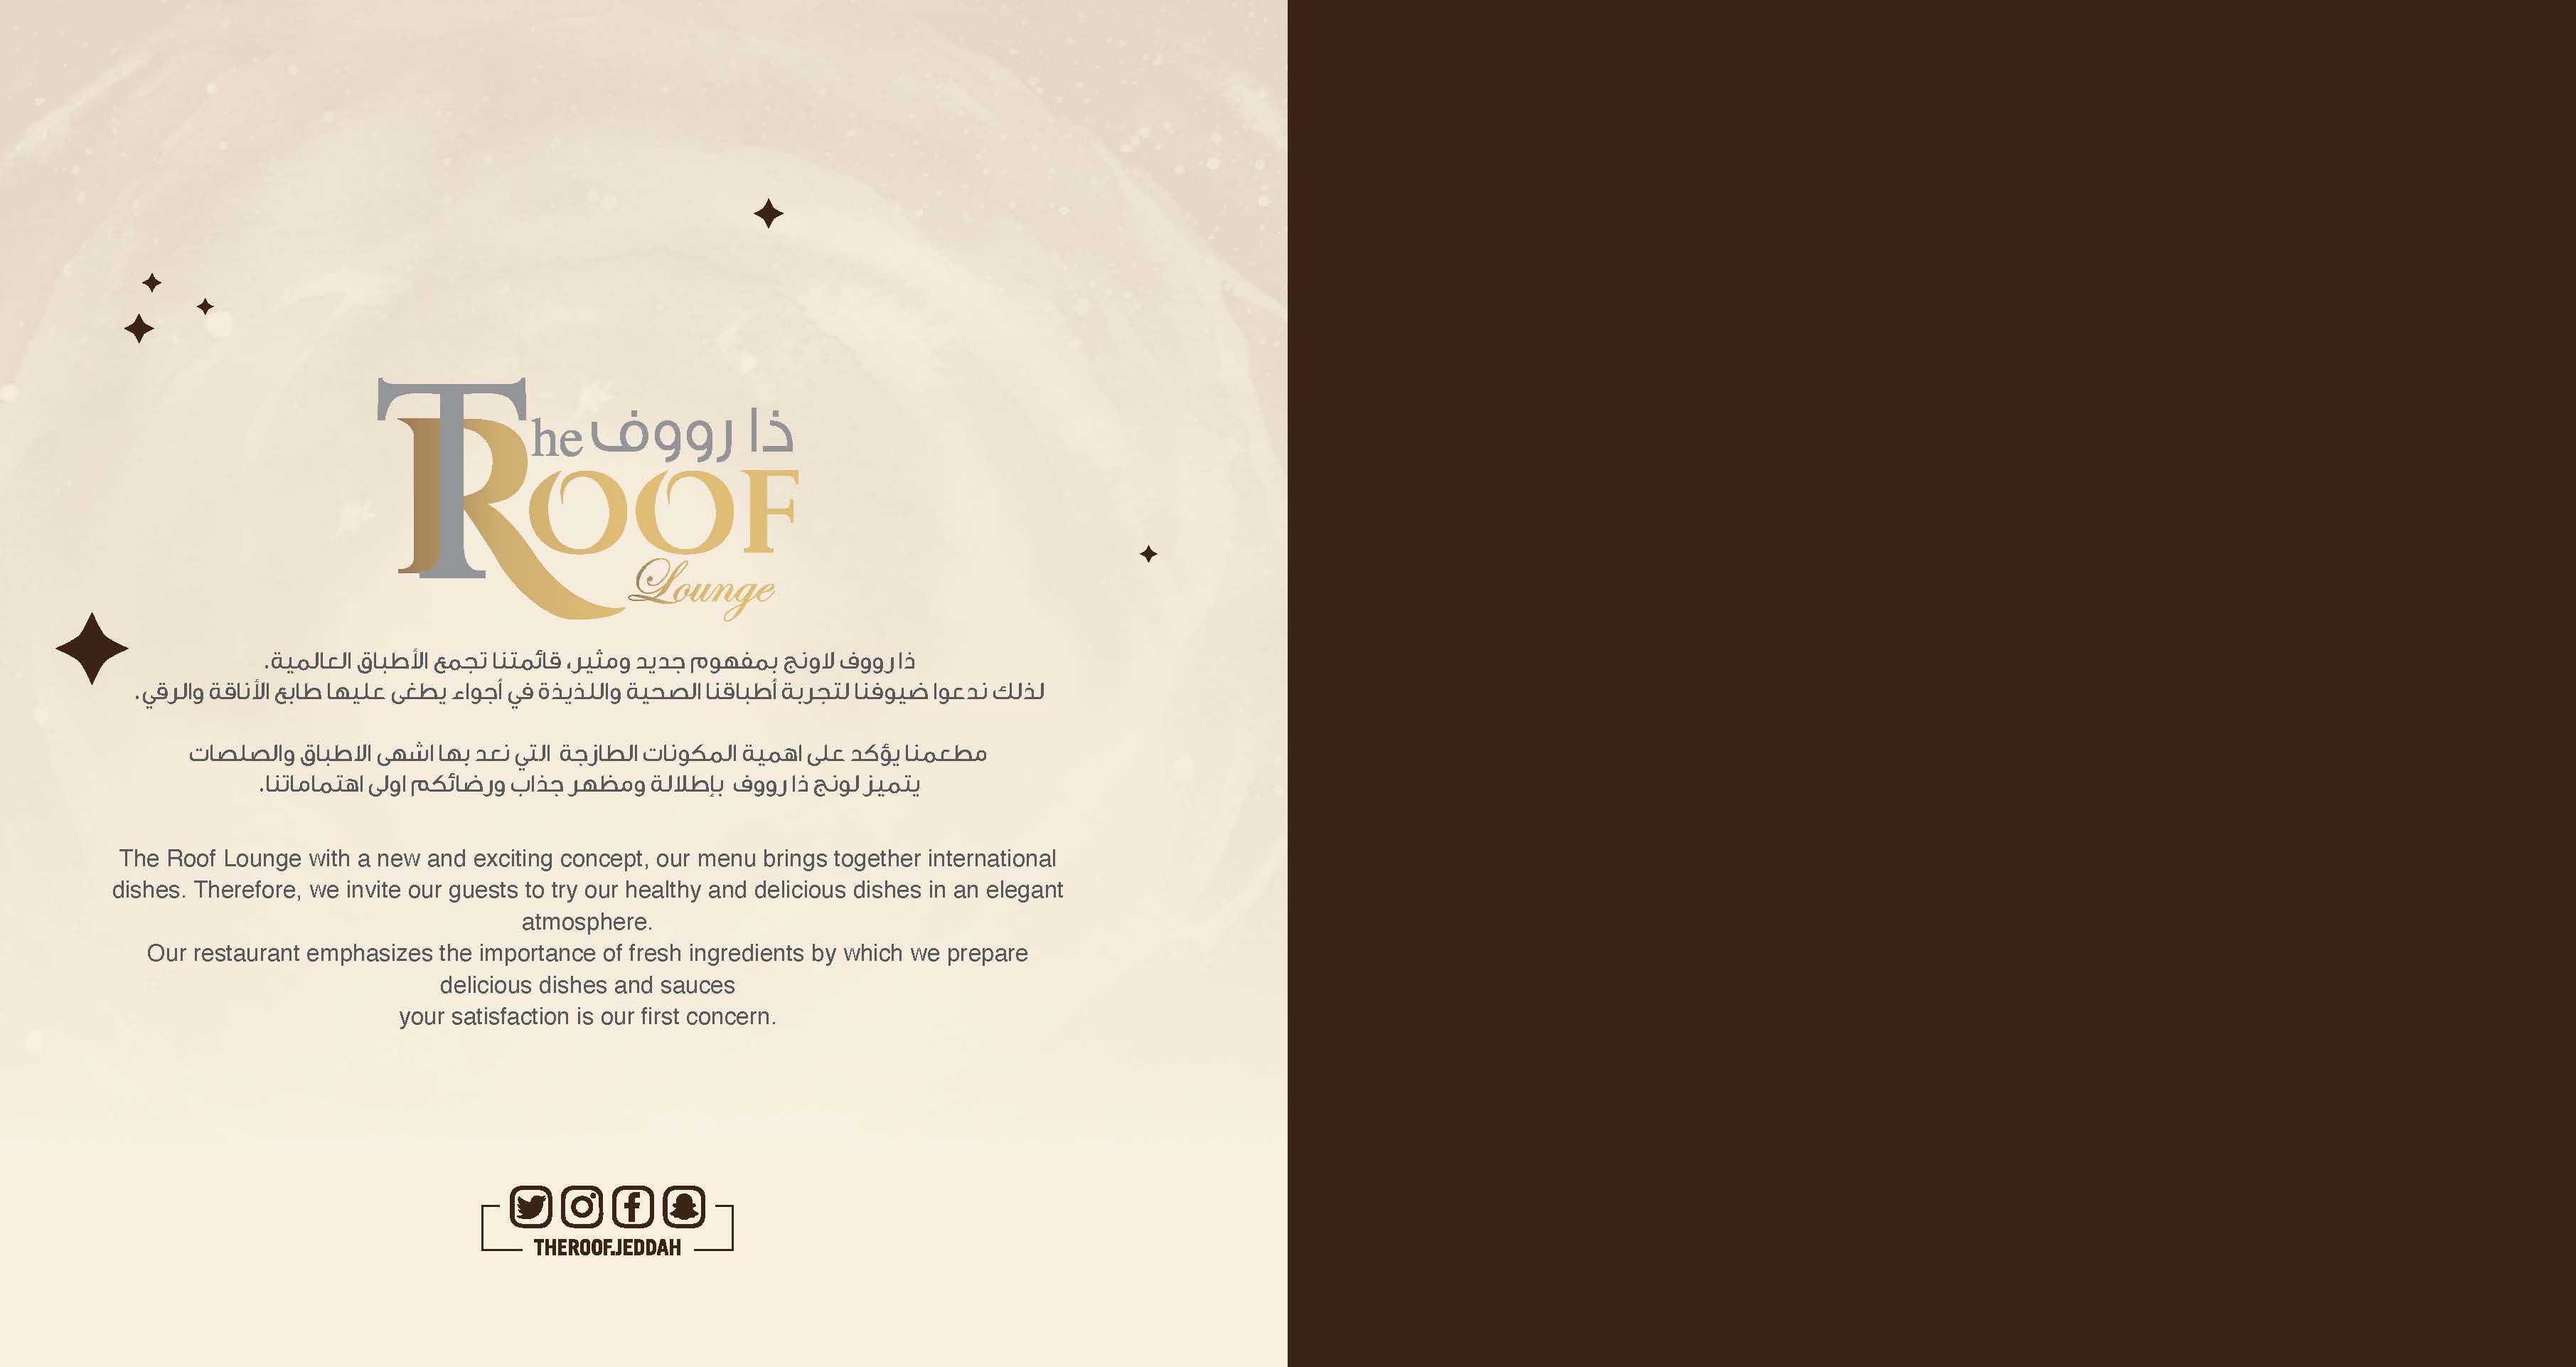 The ذا رووف
ROOF
Lounge
ذا رووف لاونج بمفهوم جديد ومثير، قائمتنا تجمع الأطباق العالمية.
لذلك ندعوا ضيوفنا لتجربة أطباقنا الصحية واللذيذة في أجواء يطغى عليها طابع الأناقة والرقي.
مطعمنا يؤكد على اهمية المكونات الطازجة التي نعد بها اشهى الاطباق والصلصات
يتميز لونج ذا رووف بإطلالة ومظهر جذاب ورضائكم اولى اهتماماتنا.
The Roof Lounge with a new and exciting concept, our menu brings together international
dishes. Therefore, we invite our guests to try our healthy and delicious dishes in an elegant
atmosphere.
Our restaurant emphasizes the importance of fresh ingredients by which we prepare
delicious dishes and sauces
your satisfaction is our first concern.
THEROOF.JEDDAH